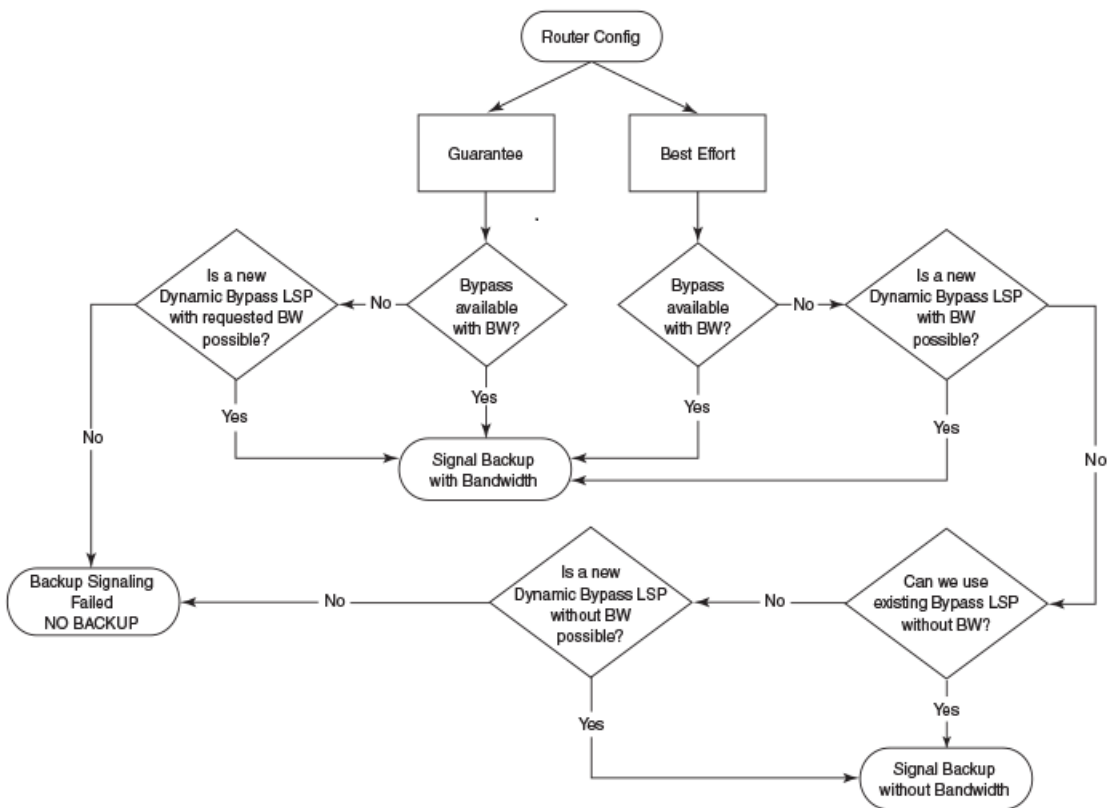 Router Config
Guarantee
Best Effort
Is a new
Dynamic Bypass LSP
with requested BW
possible?
No
Bypass
available
with BW?
Bypass
available
with BW?
No
Is a new
Dynamic Bypass LSP
with BW
possible?
Yes
Yes
Yes
Yes
No
No
Signal Backup
with Bandwidth
Backup Signaling
Failed
NO BACKUP
No
Is a new
Dynamic Bypass LSP
without BW
possible?
No
Can we use
existing Bypass LSP
without BW?
Yes
Yes
Signal Backup
without Bandwidth